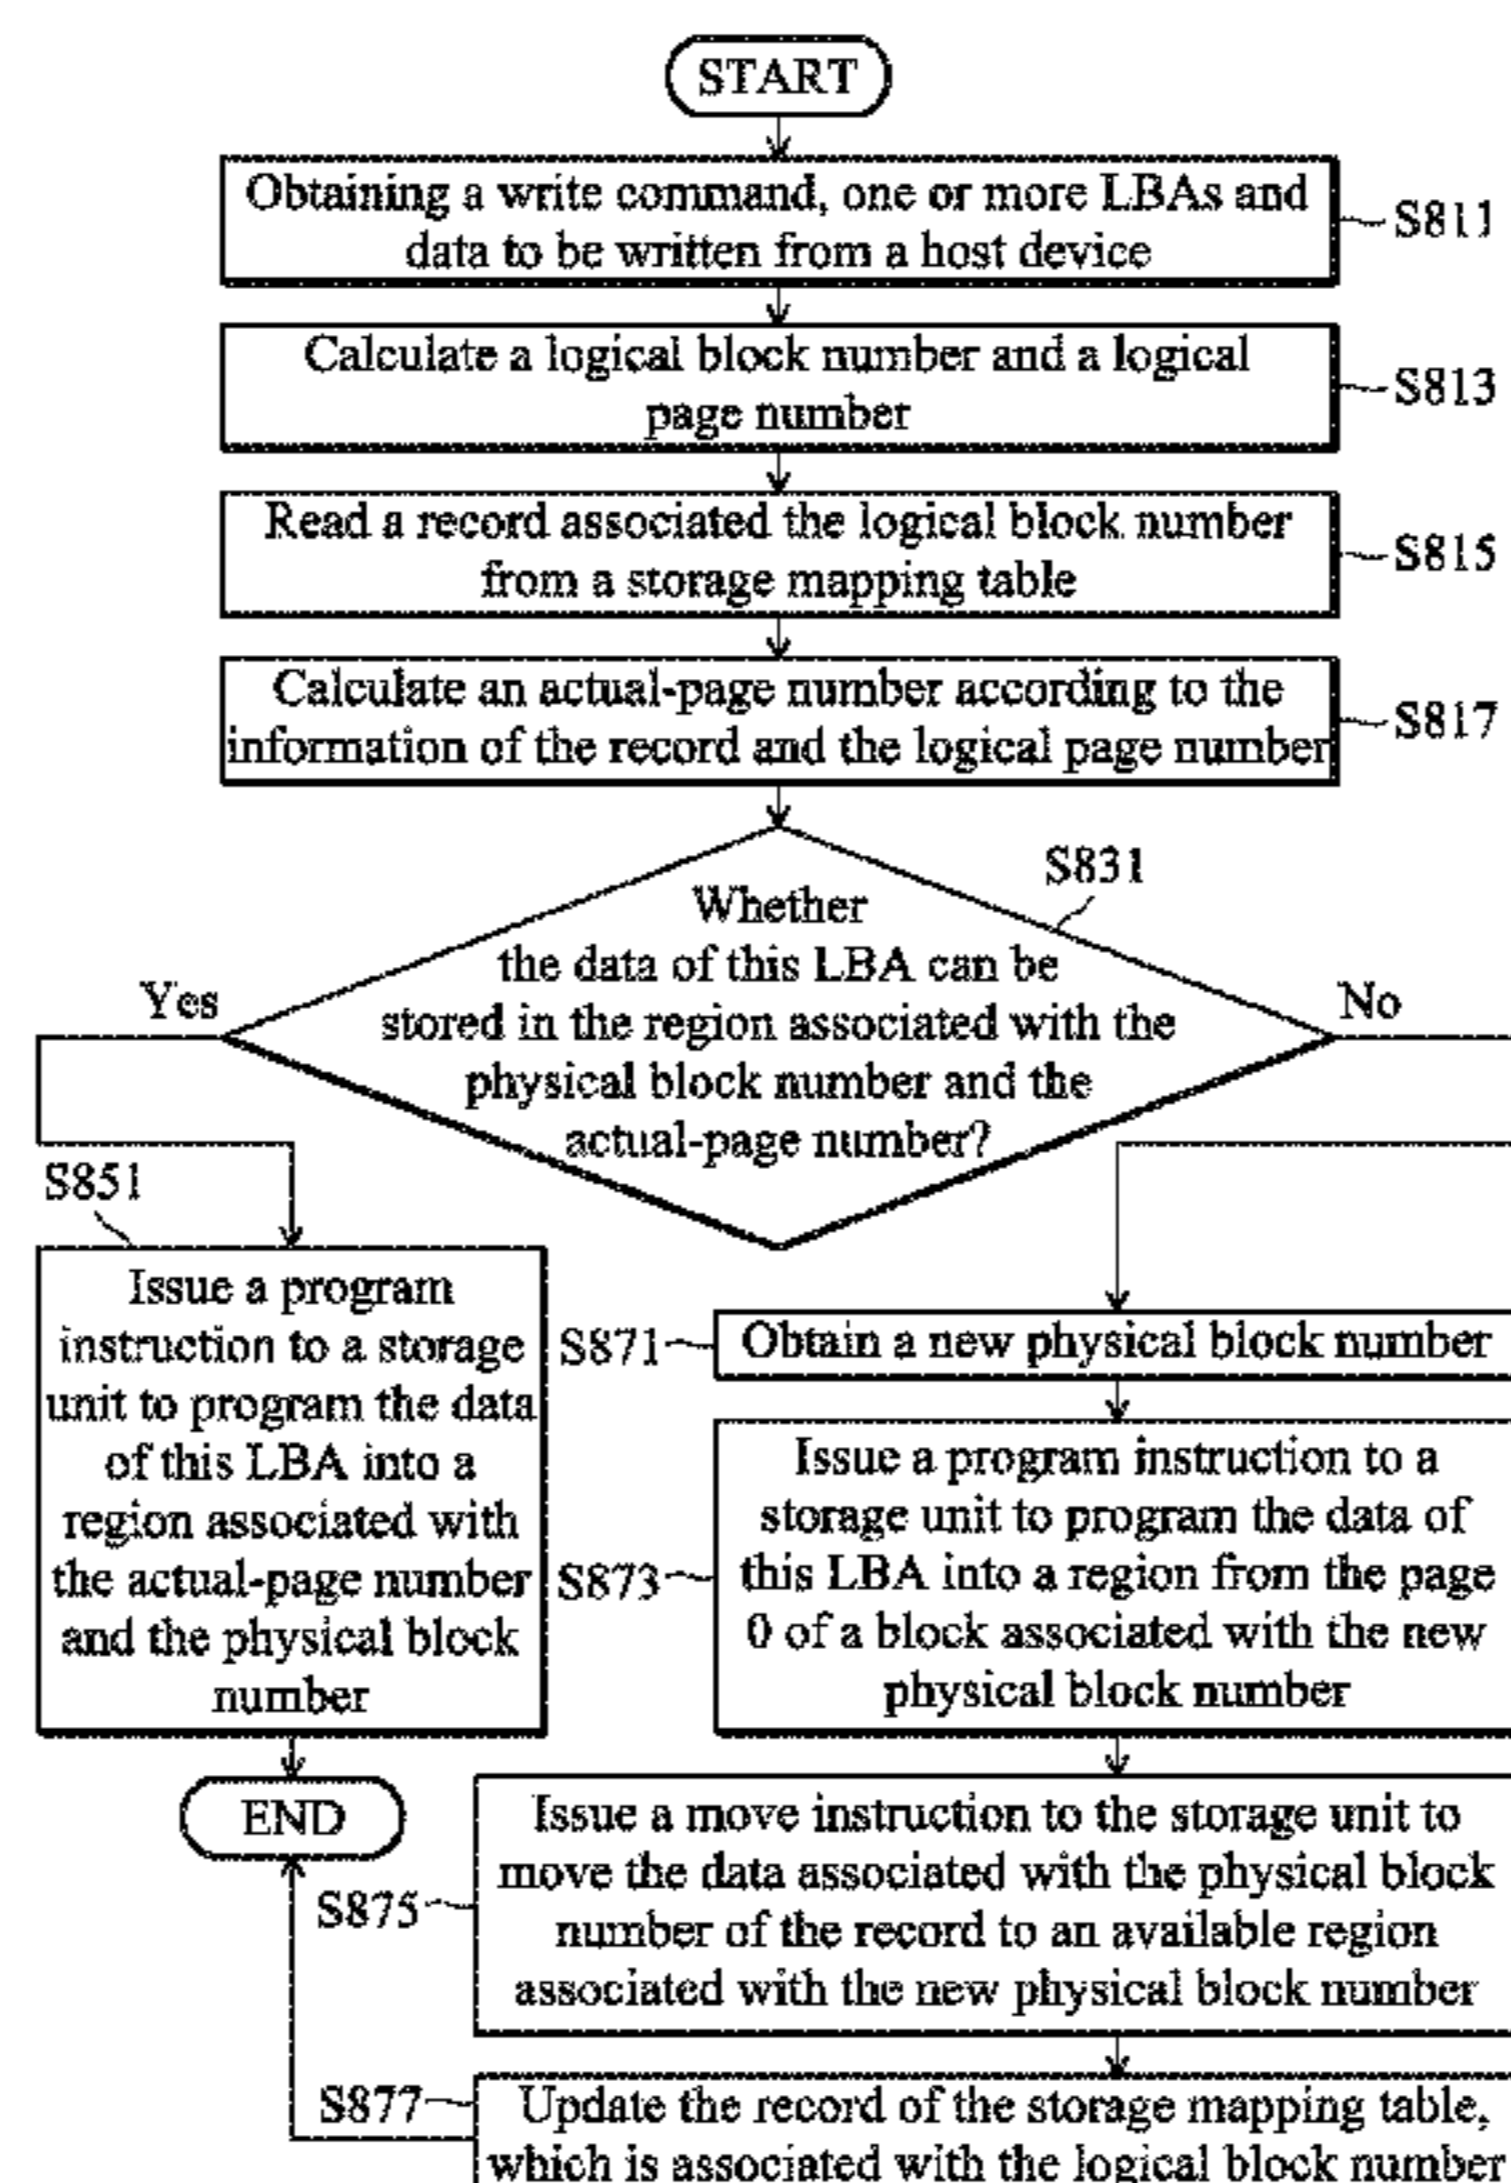 START
Obtaining a write command, one or more LBAs and
data to be written from a host device
S811
Calculate a logical block number and a logical
page number
S813
Read a record associated the logical block number
from a storage mapping table
S815
Calculate an actual-page number according to the
information of the record and the logical page number
S817
S831
Whether
the data of this LBA can be
stored in the region associated with the
physical block number and the
actual-page number?
Yes
No
S851
Issue a program
instruction to a storage
unit to program the data
of this LBA into a
region associated with
the actual-page number
and the physical block
number
S871
Obtain a new physical block number
S873
Issue a program instruction to a
storage unit to program the data of
this LBA into a region from the page
0 of a block associated with the new
physical block number
END
S875
Issue a move instruction to the storage unit to
move the data associated with the physical block
number of the record to an available region
associated with the new physical block number
S877
Update the record of the storage mapping table,
which is associated with the logical block number